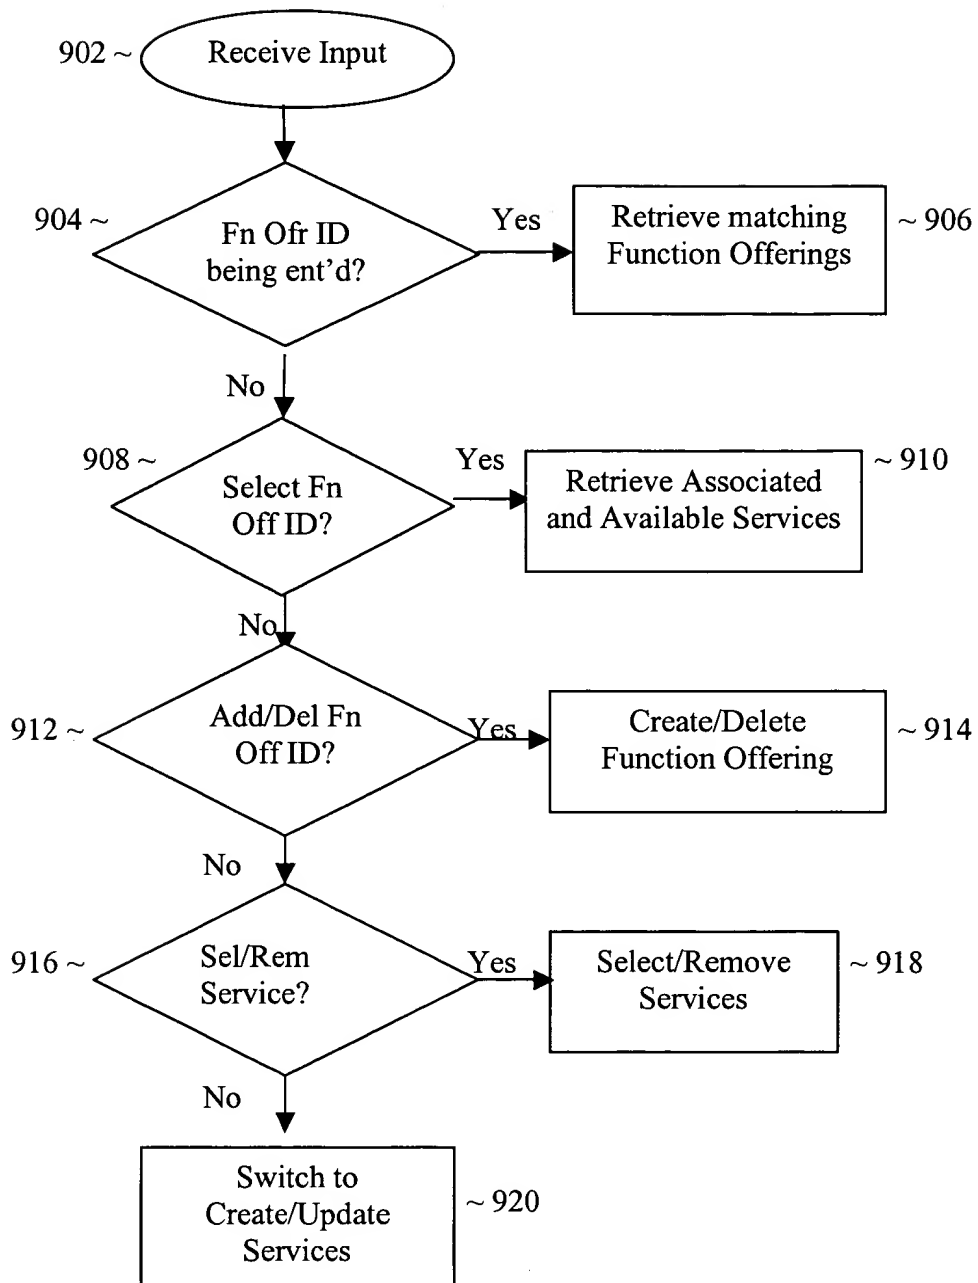 902 ~
Receive Input
904 ~
Fn Ofr ID
being ent'd?
Yes
Retrieve matching
Function Offerings
~ 906
No
908 ~
Select Fn
Off ID?
Yes
Retrieve Associated
and Available Services
~ 910
No
912 ~
Add/Del Fn
Off ID?
Yes
Create/Delete
Function Offering
~ 914
No
916 ~
Sel/Rem
Service?
Yes
Select/Remove
Services
~ 918
No
Switch to
Create/Update
Services
~ 920